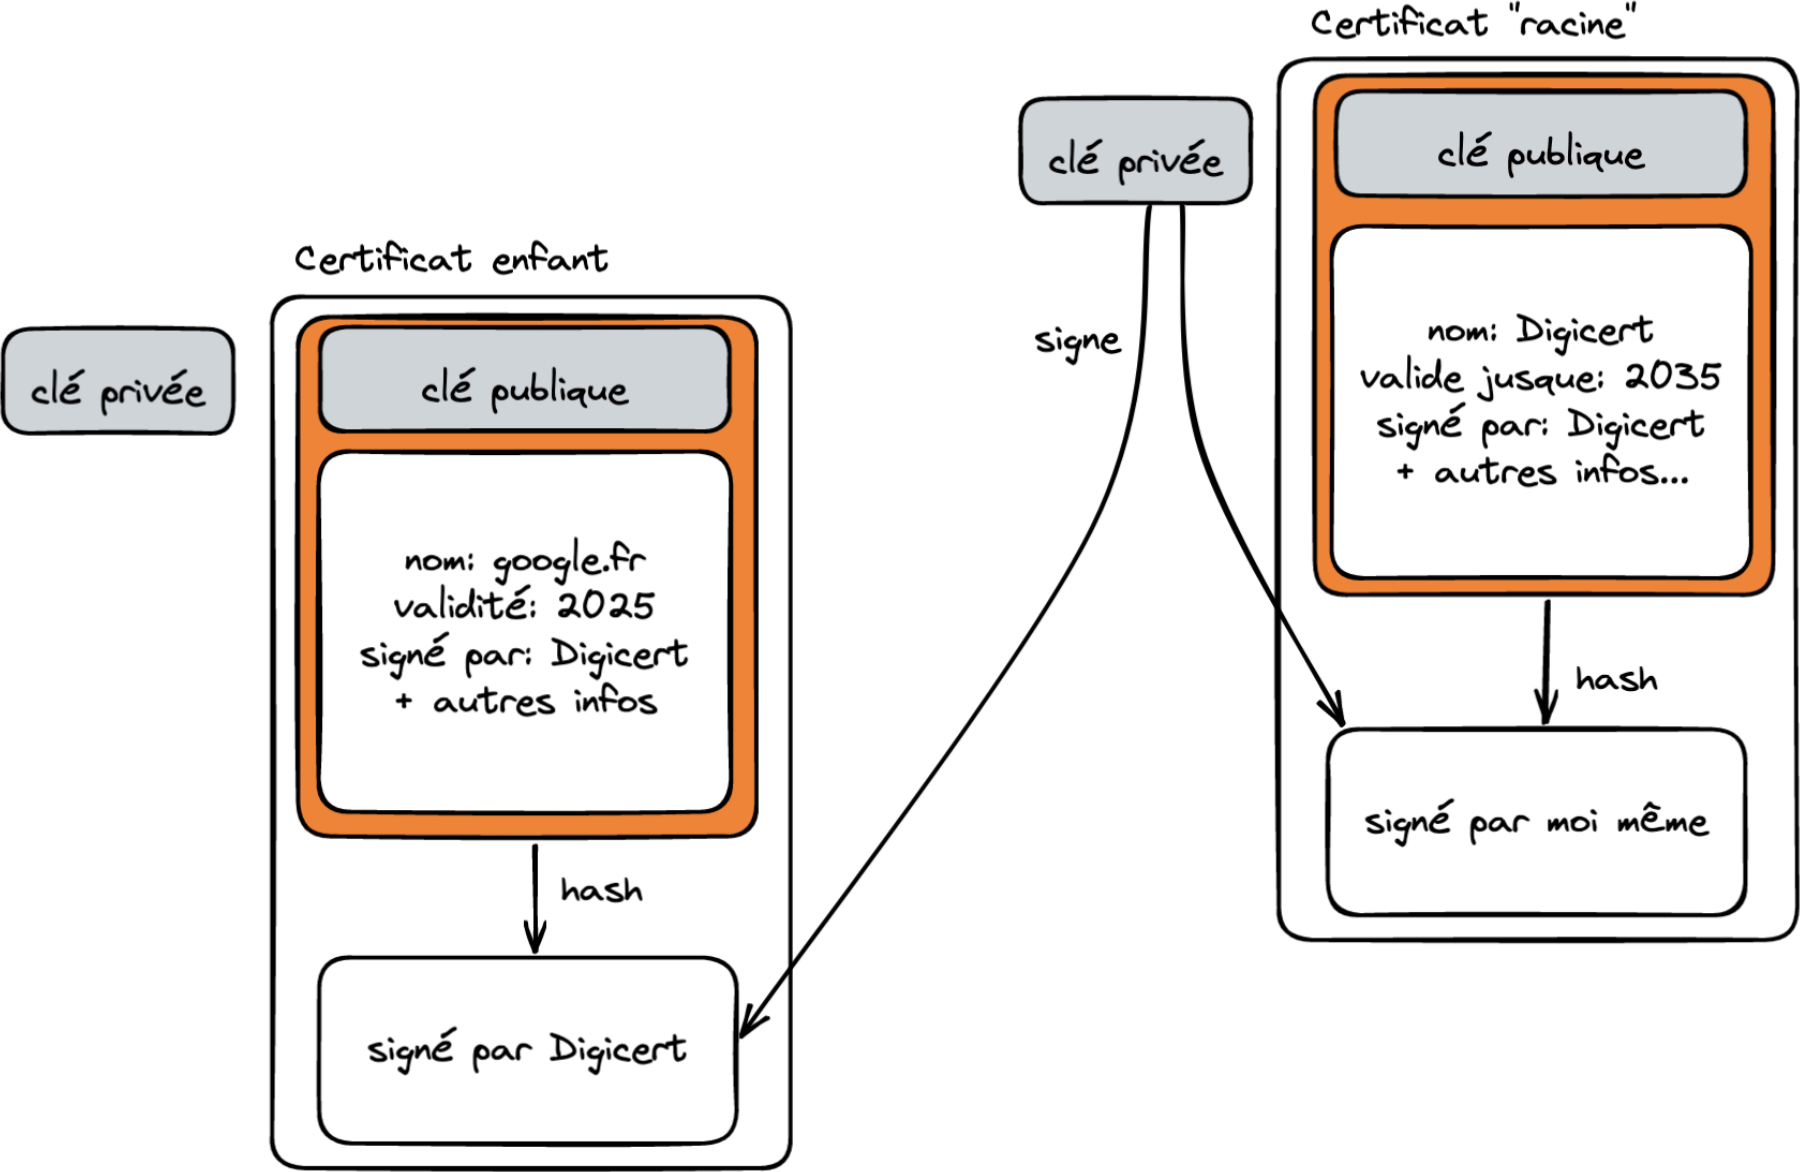 Certificat "racine"
clé privée
clé publique
nom: Digicert
valide jusque: 2035
signé par: Digicert
+ autres infos...
signe
hash
signé par moi même
Certificat enfant
clé privée
clé publique
nom: google.fr
validité: 2025
signé par: Digicert
+ autres infos
hash
signé par Digicert